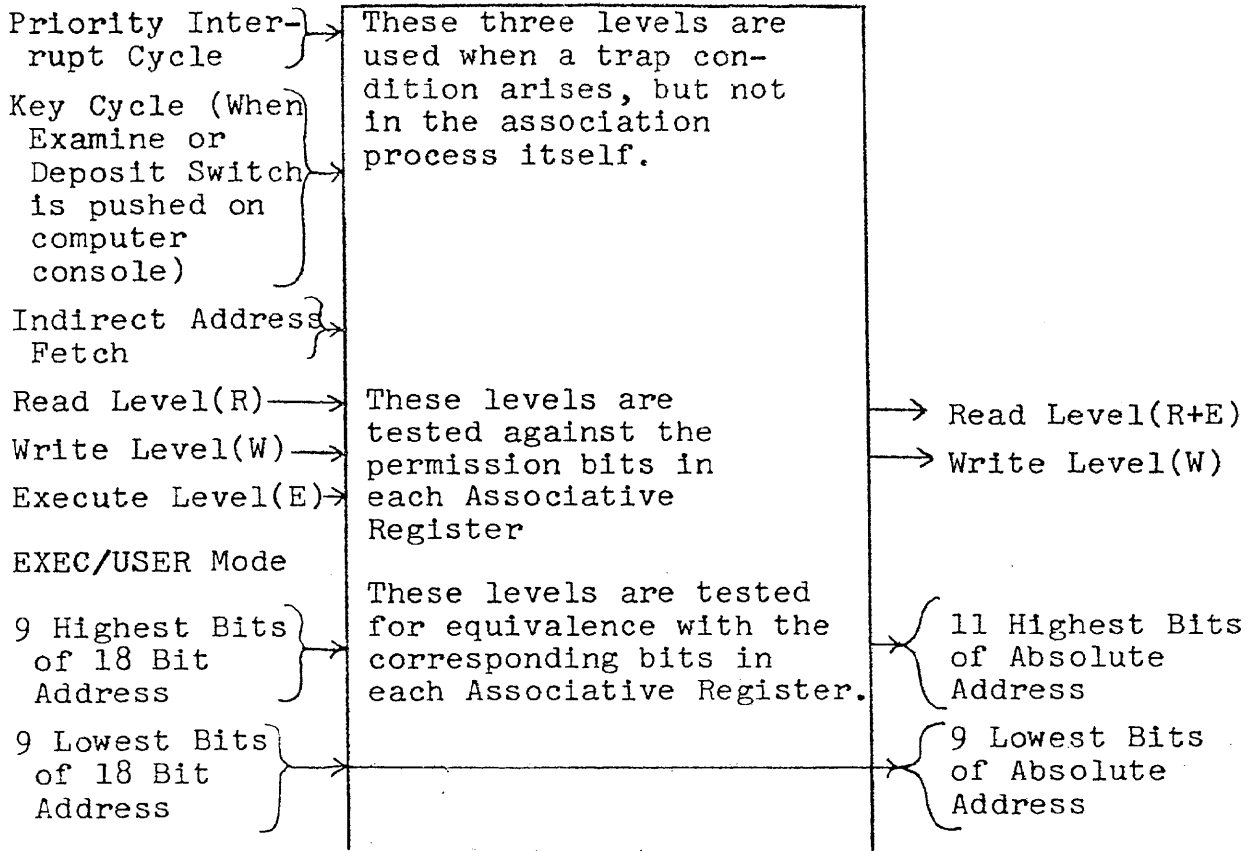 Priority Inter-
rupt Cycle
These three levels are
used when a trap con-
dition arises, but not
in the association
process itself.
Key Cycle (When
Examine or
Deposit Switch
is pushed on
computer
console)
Indirect Address
Fetch
Read Level(R)
Write Level(W)
Execute Level(E)
These levels are
tested against the
permission bits in
each Associative
Register
Read Level(R+E)
Write Level(W)
EXEC/USER Mode
9 Highest Bits
of 18 Bit
Address
These levels are tested
for equivalence with the
corresponding bits in
each Associative Register.
11 Highest Bits
of Absolute
Address
9 Lowest Bits
of 18 Bit
Address
9 Lowest Bits
of Absolute
Address